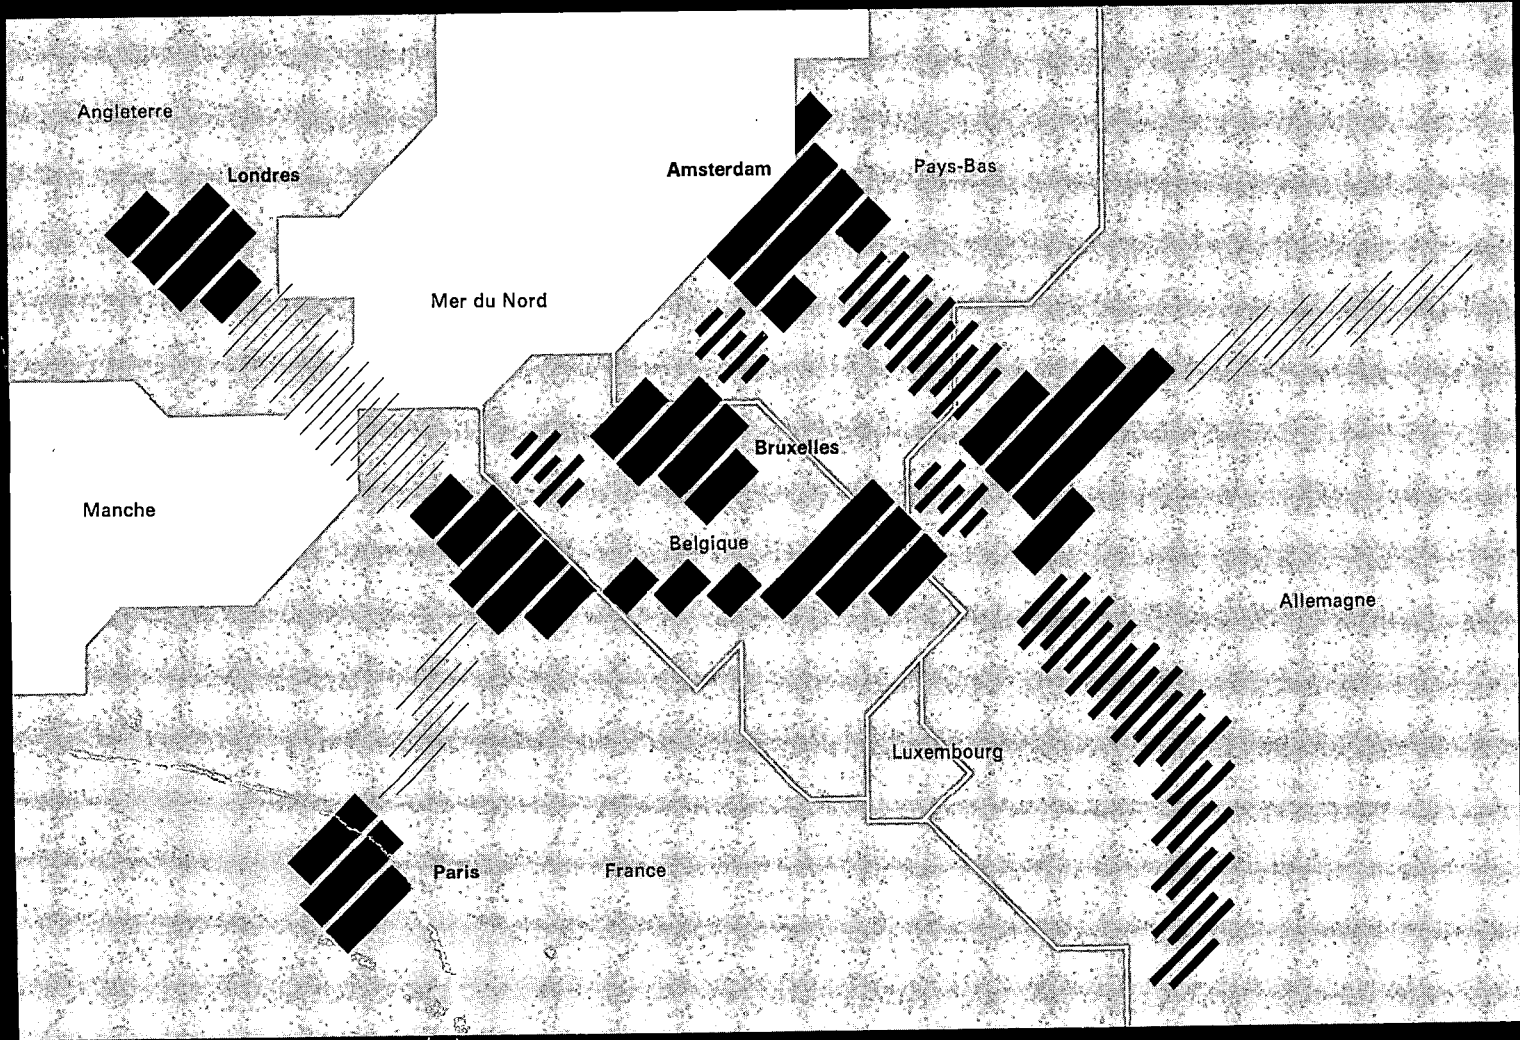 Angleterre
Londres
Amsterdam
Pays-Bas
Mer du Nord
Bruxelles
Manche
Belgique
Allemagne
Luxembourg
Paris
France